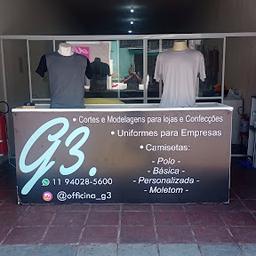 • Cortes e Modelagens para lojas e Confecções
• Uniformes para Empresas
• Camisetas:
- Polo -
- Básica -
- Personalizada -
- Moletom -
G3.
11 94028-5600
@officina_g3